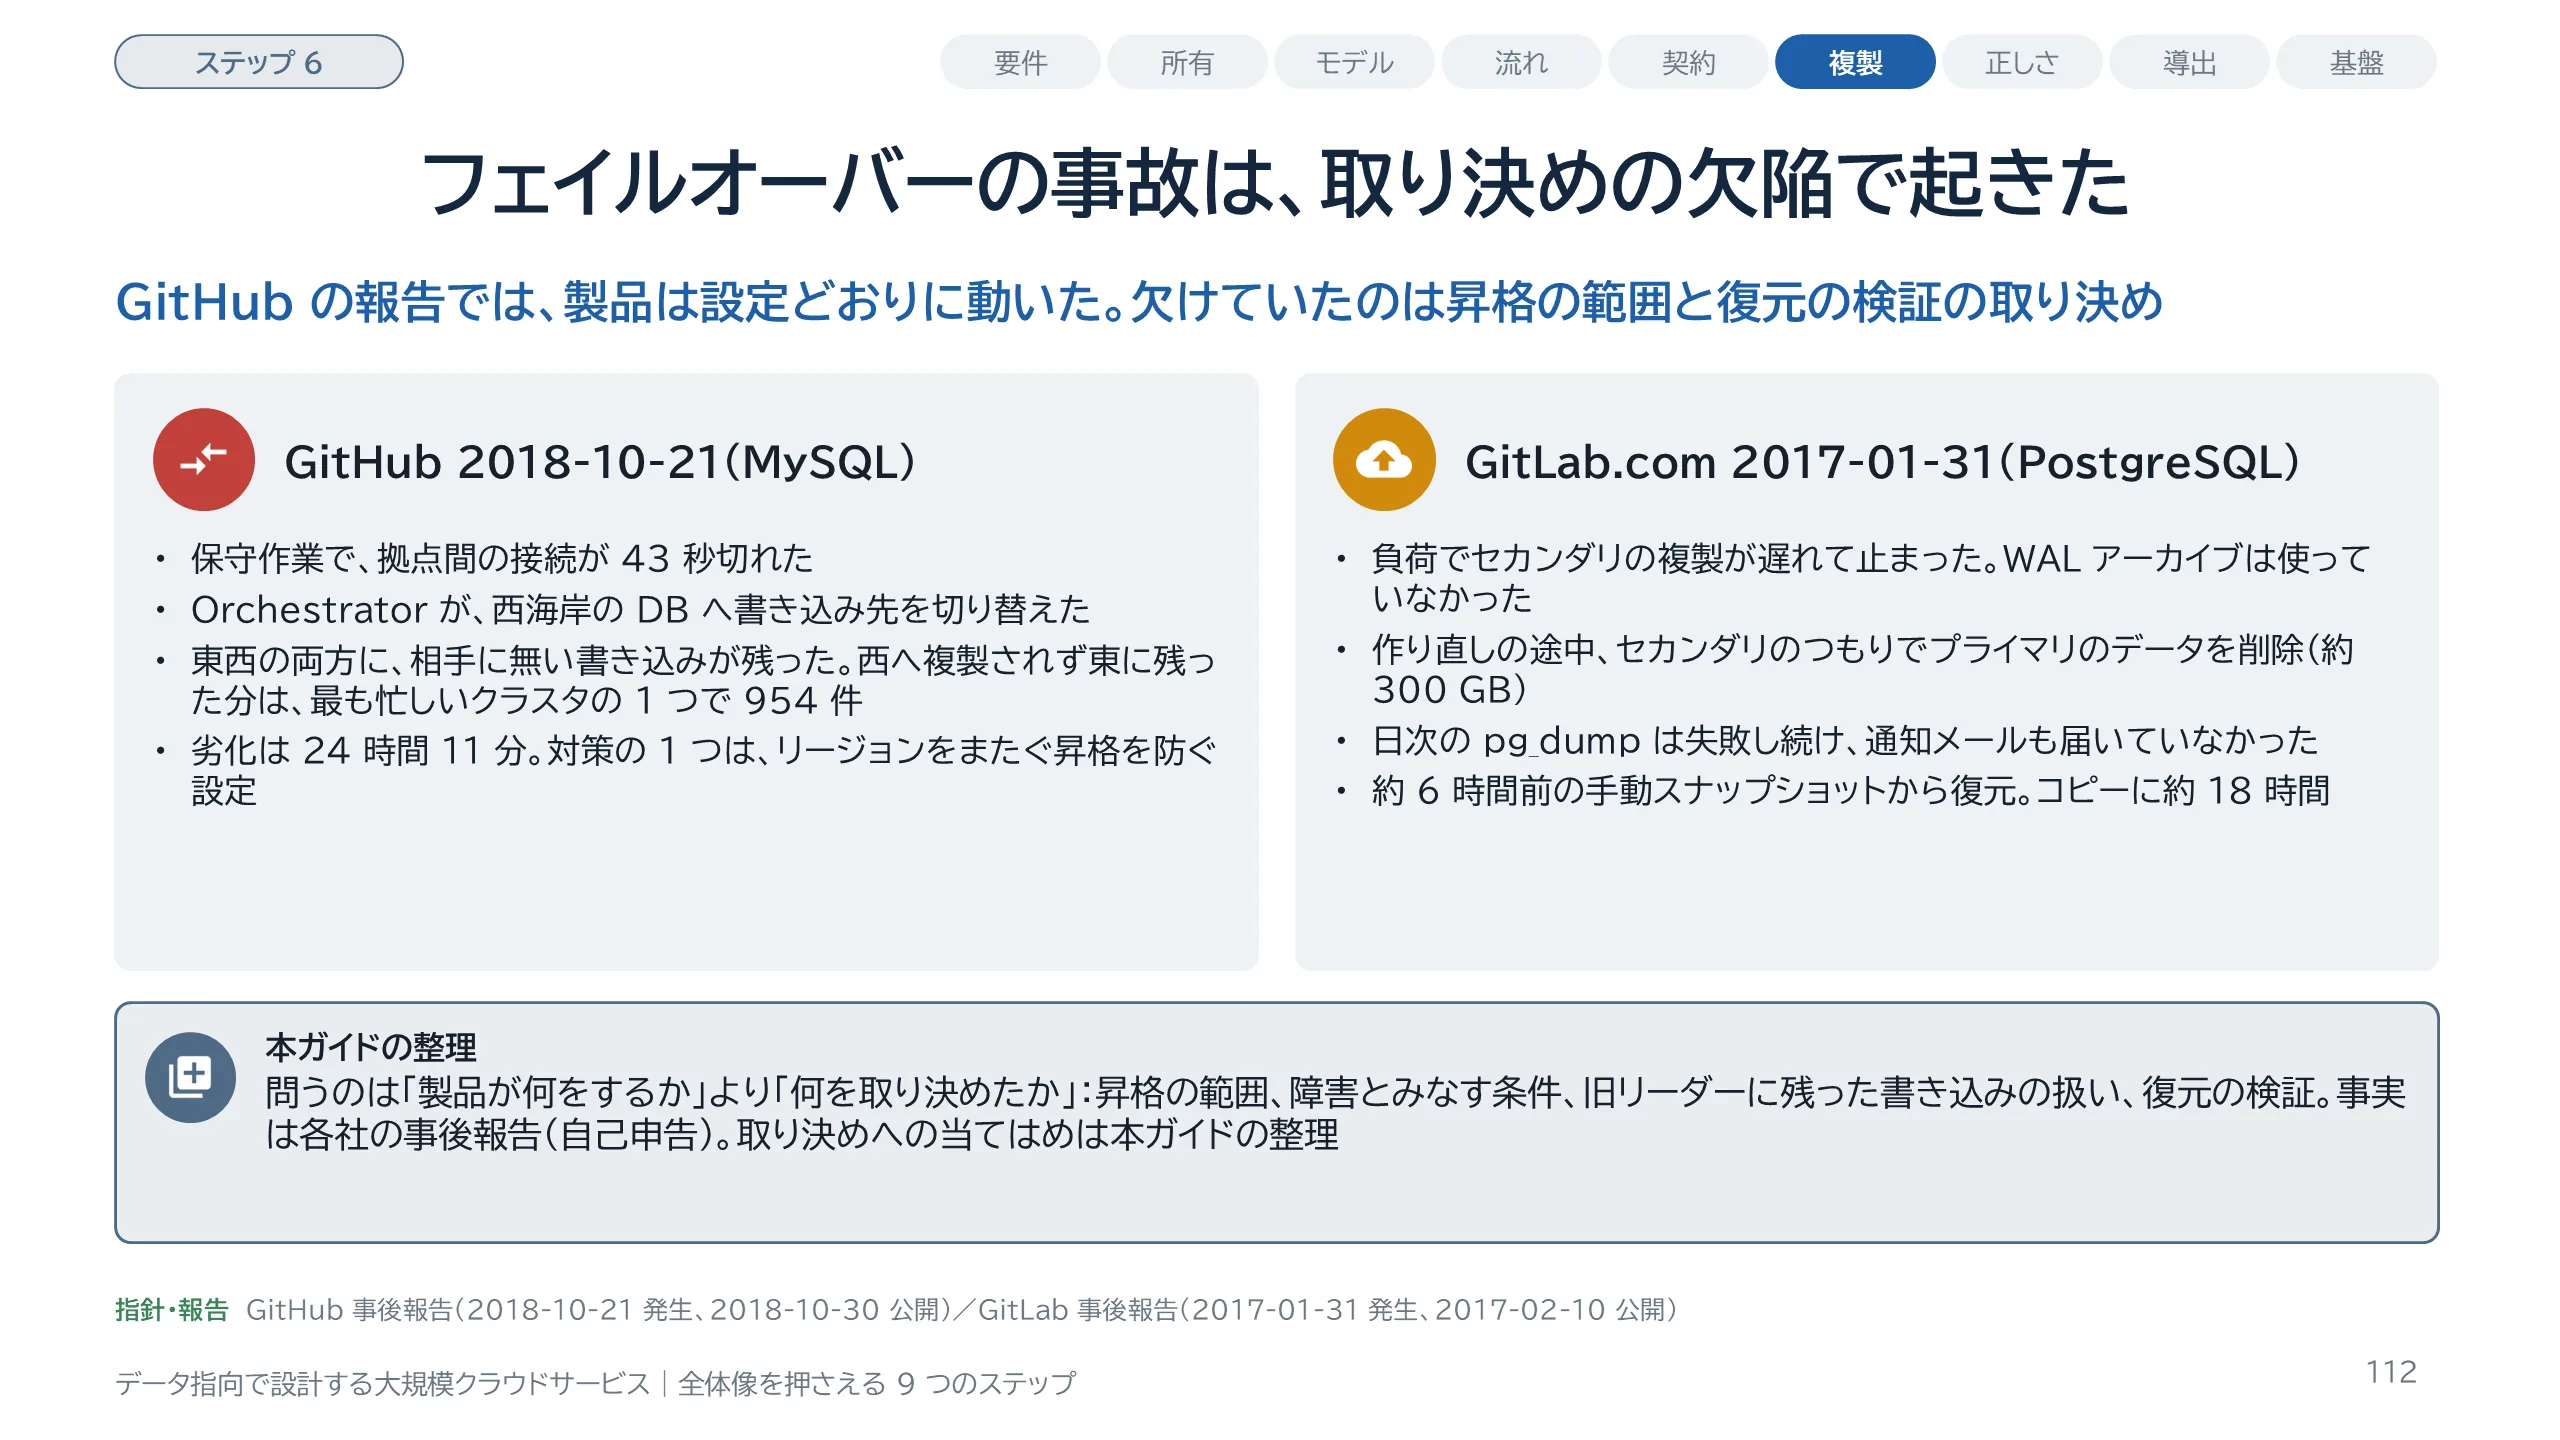 ステップ 6
要件 所有 モデル 流れ 契約 複製 正しさ 導出 基盤
フェイルオーバーの事故は、取り決めの欠陥で起きた
GitHub の報告では、製品は設定どおりに動いた。欠けていたのは昇格の範囲と復元の検証の取り決め
GitHub 2018-10-21(MySQL)
・ 保守作業で、拠点間の接続が 43 秒切れた
・ Orchestrator が、西海岸の DB へ書き込み先を切り替えた
・ 東西の両方に、相手に無い書き込みが残った。西へ複製されず東に残っ
た分は、最も忙しいクラスタの 1 つで 954 件
・ 劣化は 24 時間 11 分。対策の 1 つは、リージョンをまたぐ昇格を防ぐ
設定
GitLab.com 2017-01-31(PostgreSQL)
・ 負荷でセカンダリの複製が遅れて止まった。WAL アーカイブは使って
いなかった
・ 作り直しの途中、セカンダリのつもりでプライマリのデータを削除(約
300 GB)
・ 日次の pg_dump は失敗し続け、通知メールも届いていなかった
・ 約 6 時間前の手動スナップショットから復元。コピーに約 18 時間
本ガイドの整理
問うのは「製品が何をするか」より「何を取り決めたか」:昇格の範囲、障害とみなす条件、旧リーダーに残った書き込みの扱い、復元の検証。事実
は各社の事後報告(自己申告)。取り決めへの当てはめは本ガイドの整理
指針・報告 GitHub 事後報告(2018-10-21 発生、2018-10-30 公開)／GitLab 事後報告(2017-01-31 発生、2017-02-10 公開)
データ指向で設計する大規模クラウドサービス｜全体像を押さえる 9 つのステップ
112